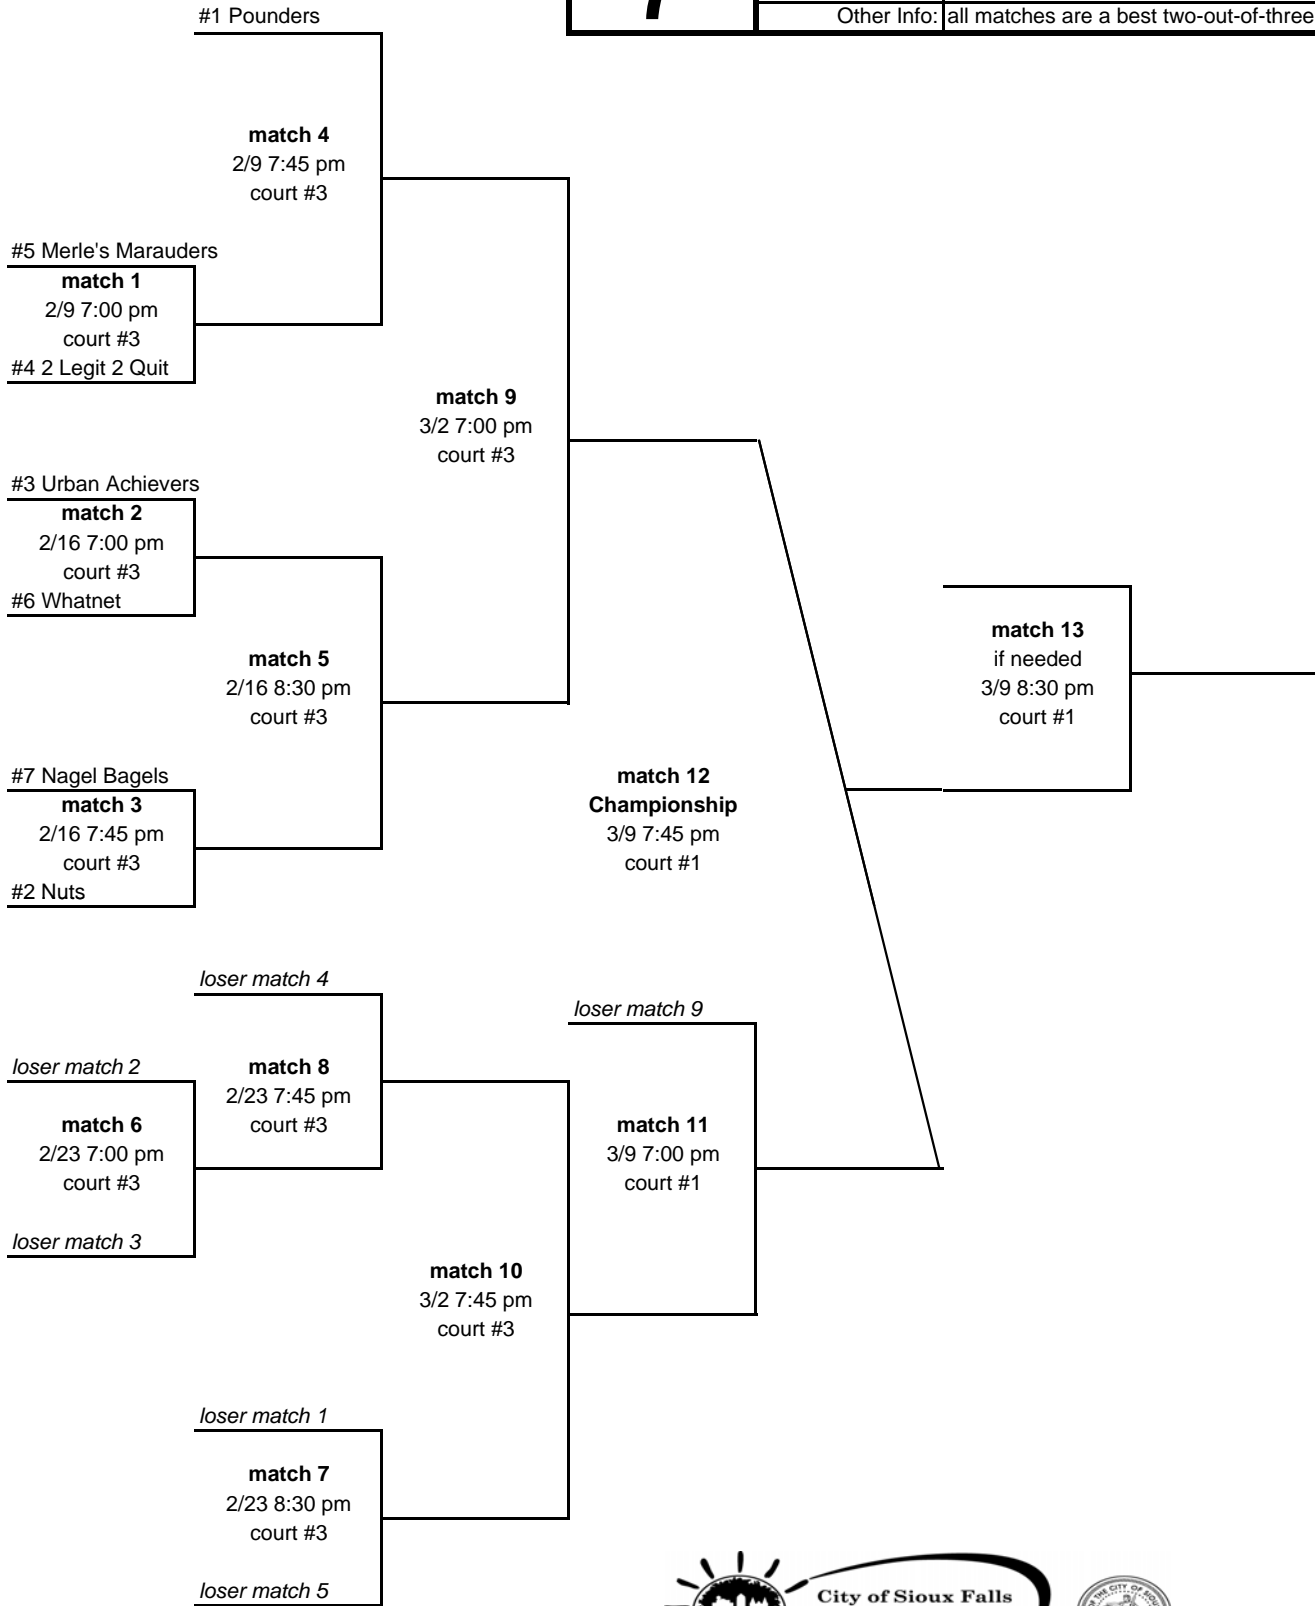 #1 Pounders
Other Info: all matches are a best two-out-of-three
match 4
2/9 7:45 pm
court #3
#5 Merle's Marauders
match 1
2/9 7:00 pm
court #3
#4 2 Legit 2 Quit
match 9
3/2 7:00 pm
court #3
#3 Urban Achievers
match 2
2/16 7:00 pm
court #3
#6 Whatnet
match 5
2/16 8:30 pm
court #3
match 13
if needed
3/9 8:30 pm
court #1
#7 Nagel Bagels
match 3
2/16 7:45 pm
court #3
#2 Nuts
match 12
Championship
3/9 7:45 pm
court #1
loser match 4
loser match 9
loser match 2
match 8
2/23 7:45 pm
court #3
match 6
2/23 7:00 pm
court #3
loser match 3
match 11
3/9 7:00 pm
court #1
match 10
3/2 7:45 pm
court #3
loser match 1
match 7
2/23 8:30 pm
court #3
loser match 5
City of Sioux Falls